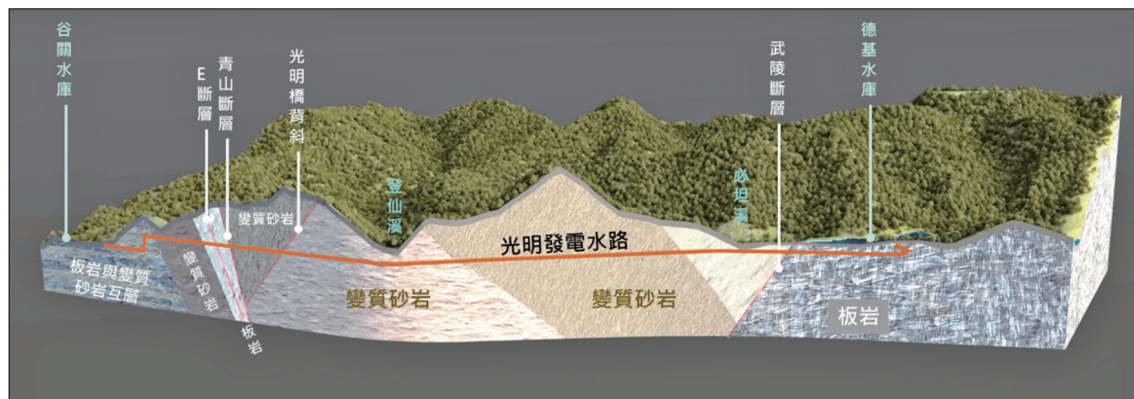 谷關水庫
E斷層
青山斷層
光明橋背斜
登仙溪
必坦溪
武陵斷層
德基水庫
變質砂岩
光明發電水路
板岩與變質
砂岩互層
變質砂岩
板岩
變質砂岩
變質砂岩
板岩